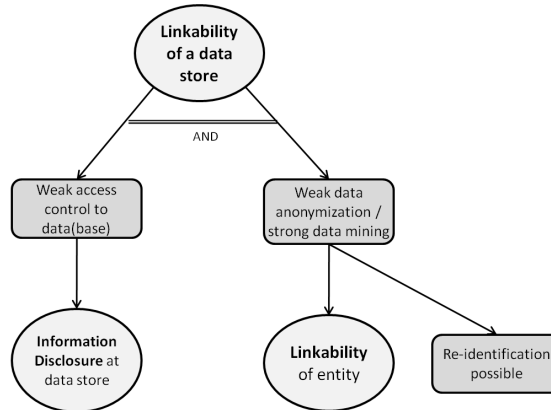 Linkability
of a data
store
AND
Weak access
control to
data(base)
Weak data
anonymization /
strong data mining
Information
Disclosure at
data store
Linkability
of entity
Re-identification
possible